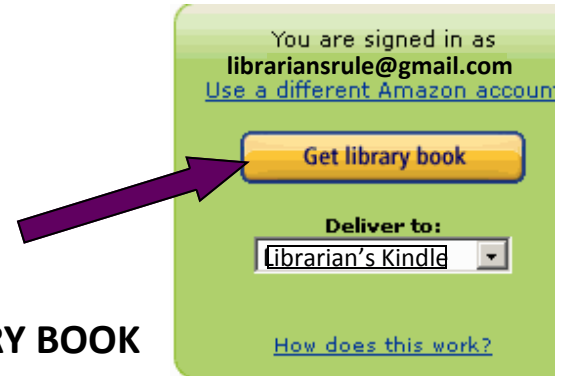 You are signed in as
librariansrule@gmail.com
Use a different Amazon
Get library book
Deliver to:
Librarian's Kindle
RY BOOK
How does this work?